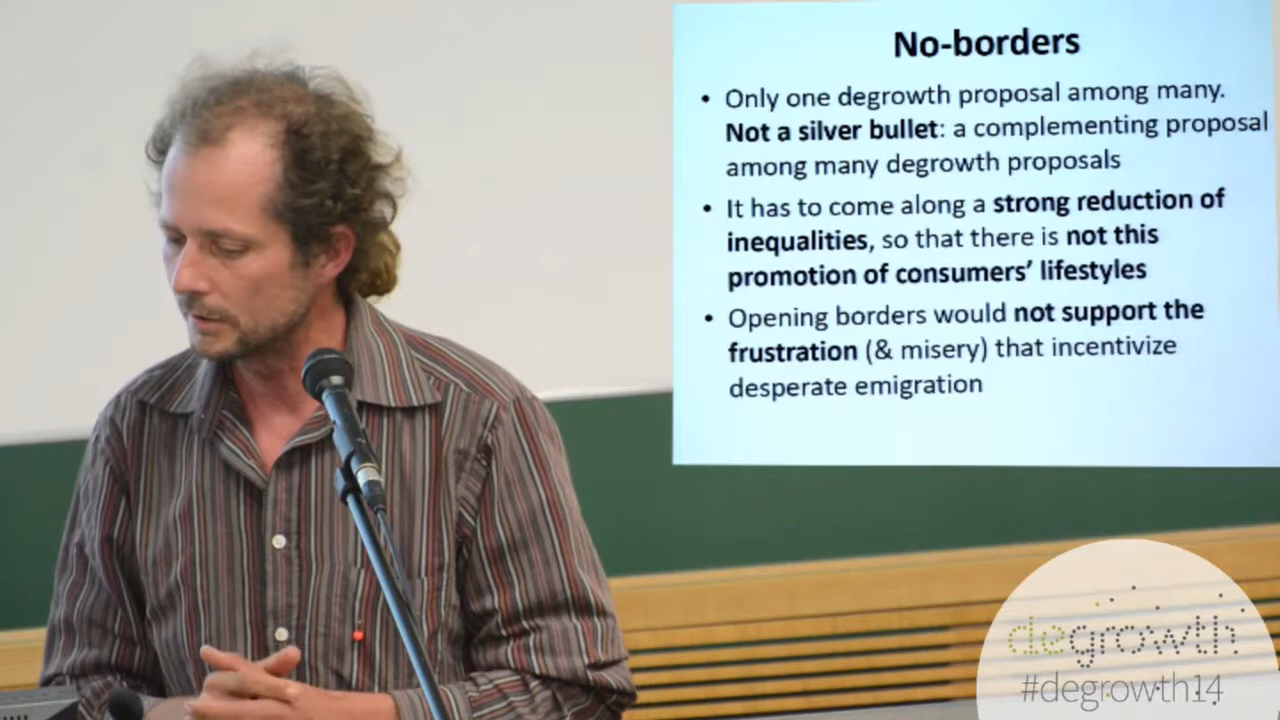 No-borders
• Only one degrowth proposal among many.
Not a silver bullet: a complementing proposal
among many degrowth proposals
• It has to come along a strong reduction of
inequalities, so that there is not this
promotion of consumers’ lifestyles
• Opening borders would not support the
frustration (& misery) that incentivize
desperate emigration
degrowth
#degrowth14